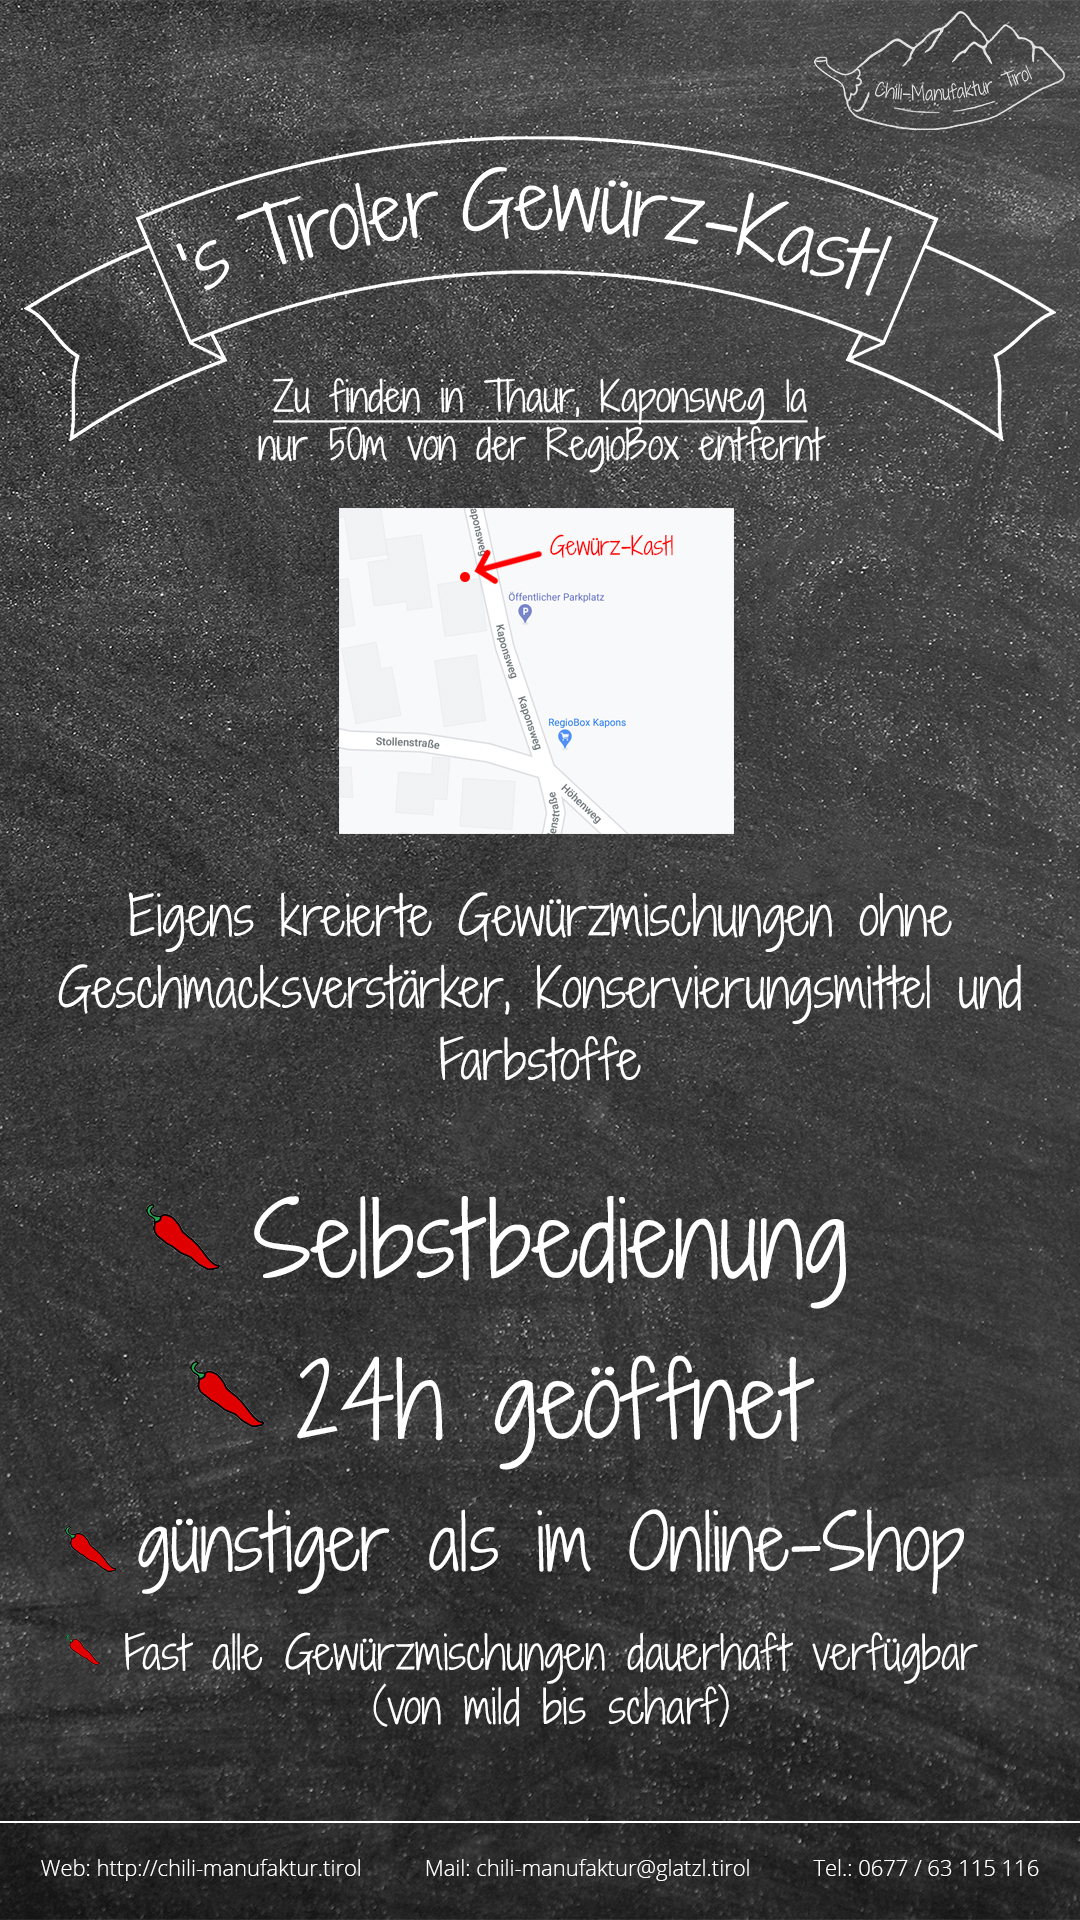 Chili-Manufaktur Tirol
's Tiroler Gewürz-Kastl
Zu finden in Thaur, Kaponsweg 1a
nur 50m von der RegioBox entfernt
Kaponsweg
Gewürz-Kastl
Öffentlicher Parkplatz
P
Kaponsweg
Kaponsweg
RegioBox Kapons
Stollenstraße
Höhenweg
enstraße
Eigens kreierte Gewürzmischungen ohne
Geschmacksverstärker, Konservierungsmittel und
Farbstoffe
Selbstbedienung
24h geöffnet
günstiger als im Online-Shop
Fast alle Gewürzmischungen dauerhaft verfügbar
(von mild bis scharf)
Web: http://chili-manufaktur.tirol Mail: chili-manufaktur@glatzl.tirol Tel.: 0677 / 63 115 116